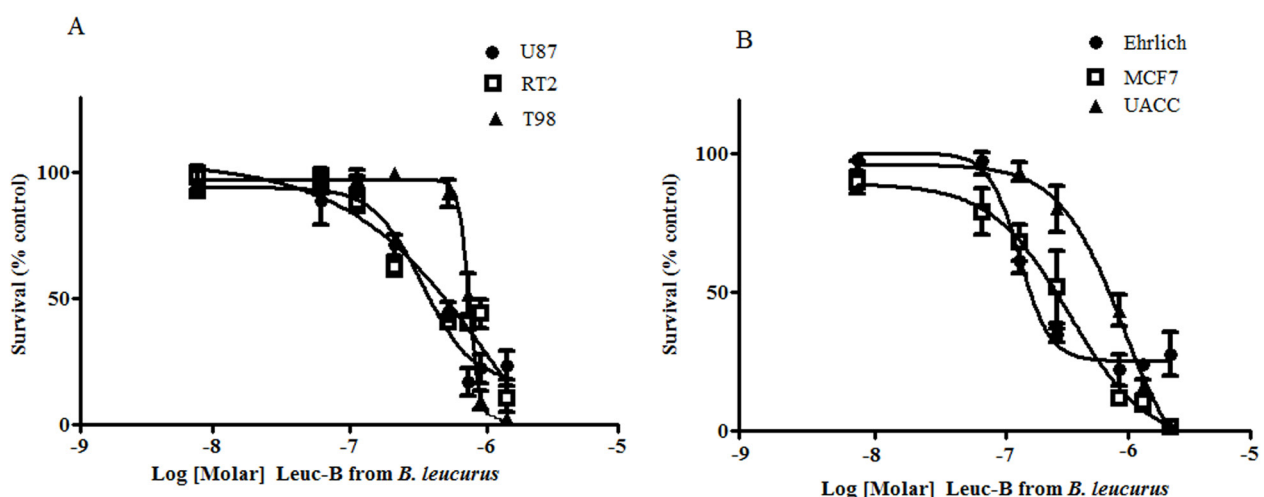 A
U87
RT2
T98
Survival (% control)
100
50
0
-9
-8
-7
-6
-5
Log [Molar] Leuc-B from B. leucurus
B
Ehrlich
MCF7
UACC
Survival (% control)
100
50
0
-9
-8
-7
-6
-5
Log [Molar] Leuc-B from B. leucurus